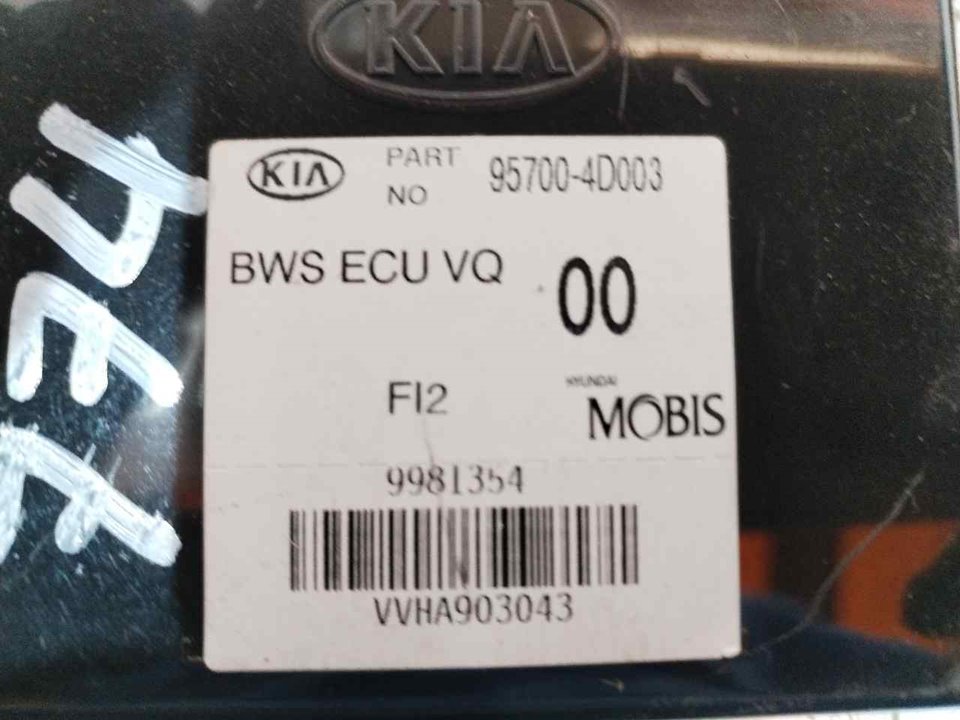 KIA
KIA PART NO 95700-4D003
BWS ECU VQ 00
FI2
HYUNDAI
MOBIS
9981354
VVHA903043